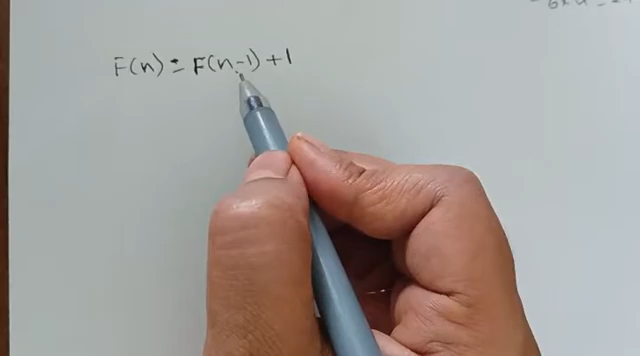 F(n) = F(n-1) + 1